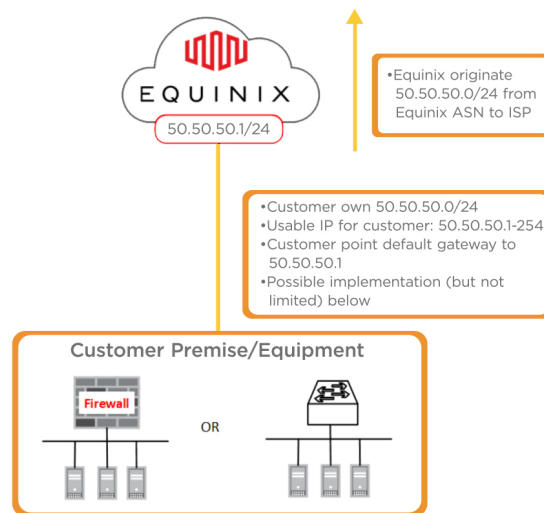 EQUINIX
50.50.50.1/24
•Equinix originate
50.50.50.0/24 from
Equinix ASN to ISP
•Customer own 50.50.50.0/24
•Usable IP for customer: 50.50.50.1-254
•Customer point default gateway to
50.50.50.1
•Possible implementation (but not
limited) below
Customer Premise/Equipment
Firewall
OR